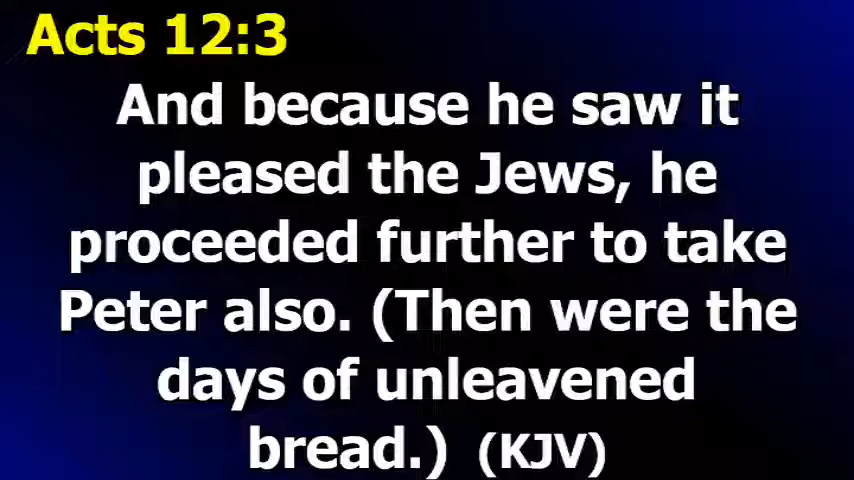 Acts 12:3
And because he saw it
pleased the Jews, he
proceeded further to take
Peter also. (Then were the
days of unleavened
bread.) (KJV)